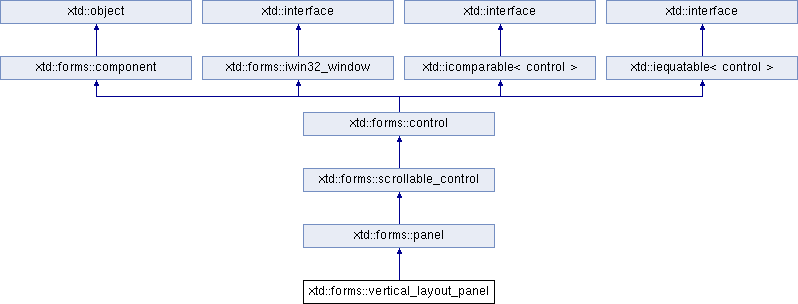 xtd::object
xtd::interface
xtd::interface
xtd::interface
xtd::forms::component
xtd::forms::iwin32_window
xtd::icomparable< control >
xtd::iequatable< control >
xtd::forms::control
xtd::forms::scrollable_control
xtd::forms::panel
xtd::forms::vertical_layout_panel